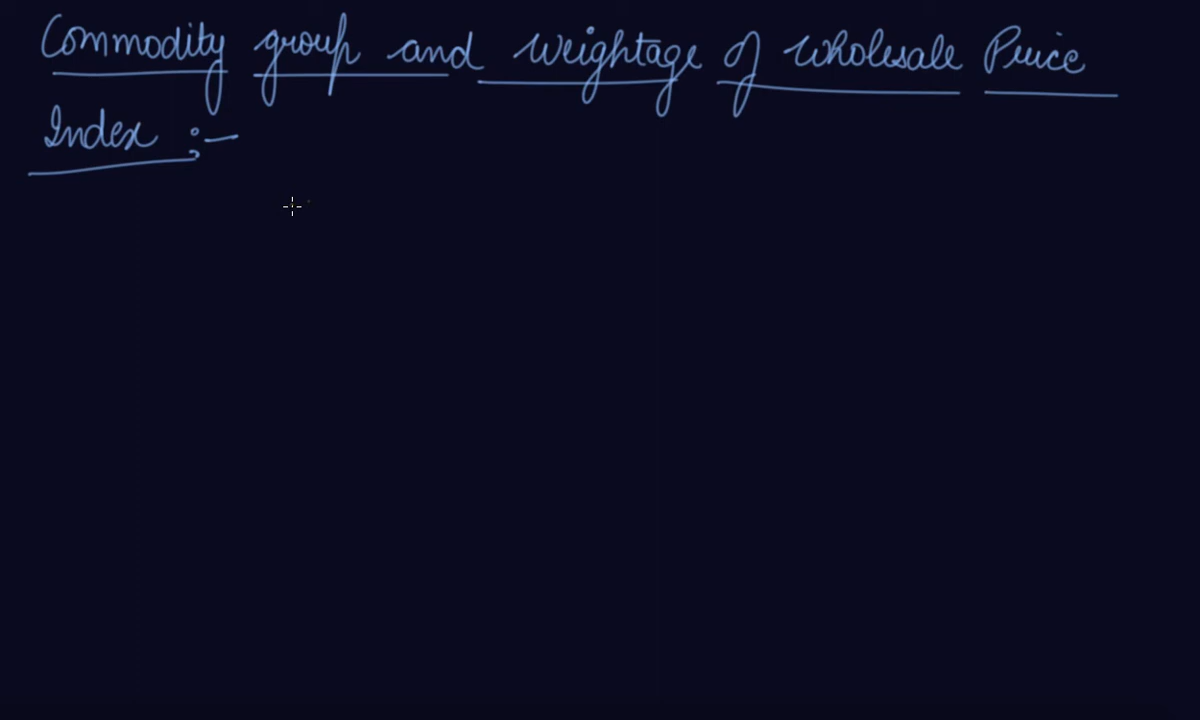 Commodity group and weightage of wholesale Price
Index :-